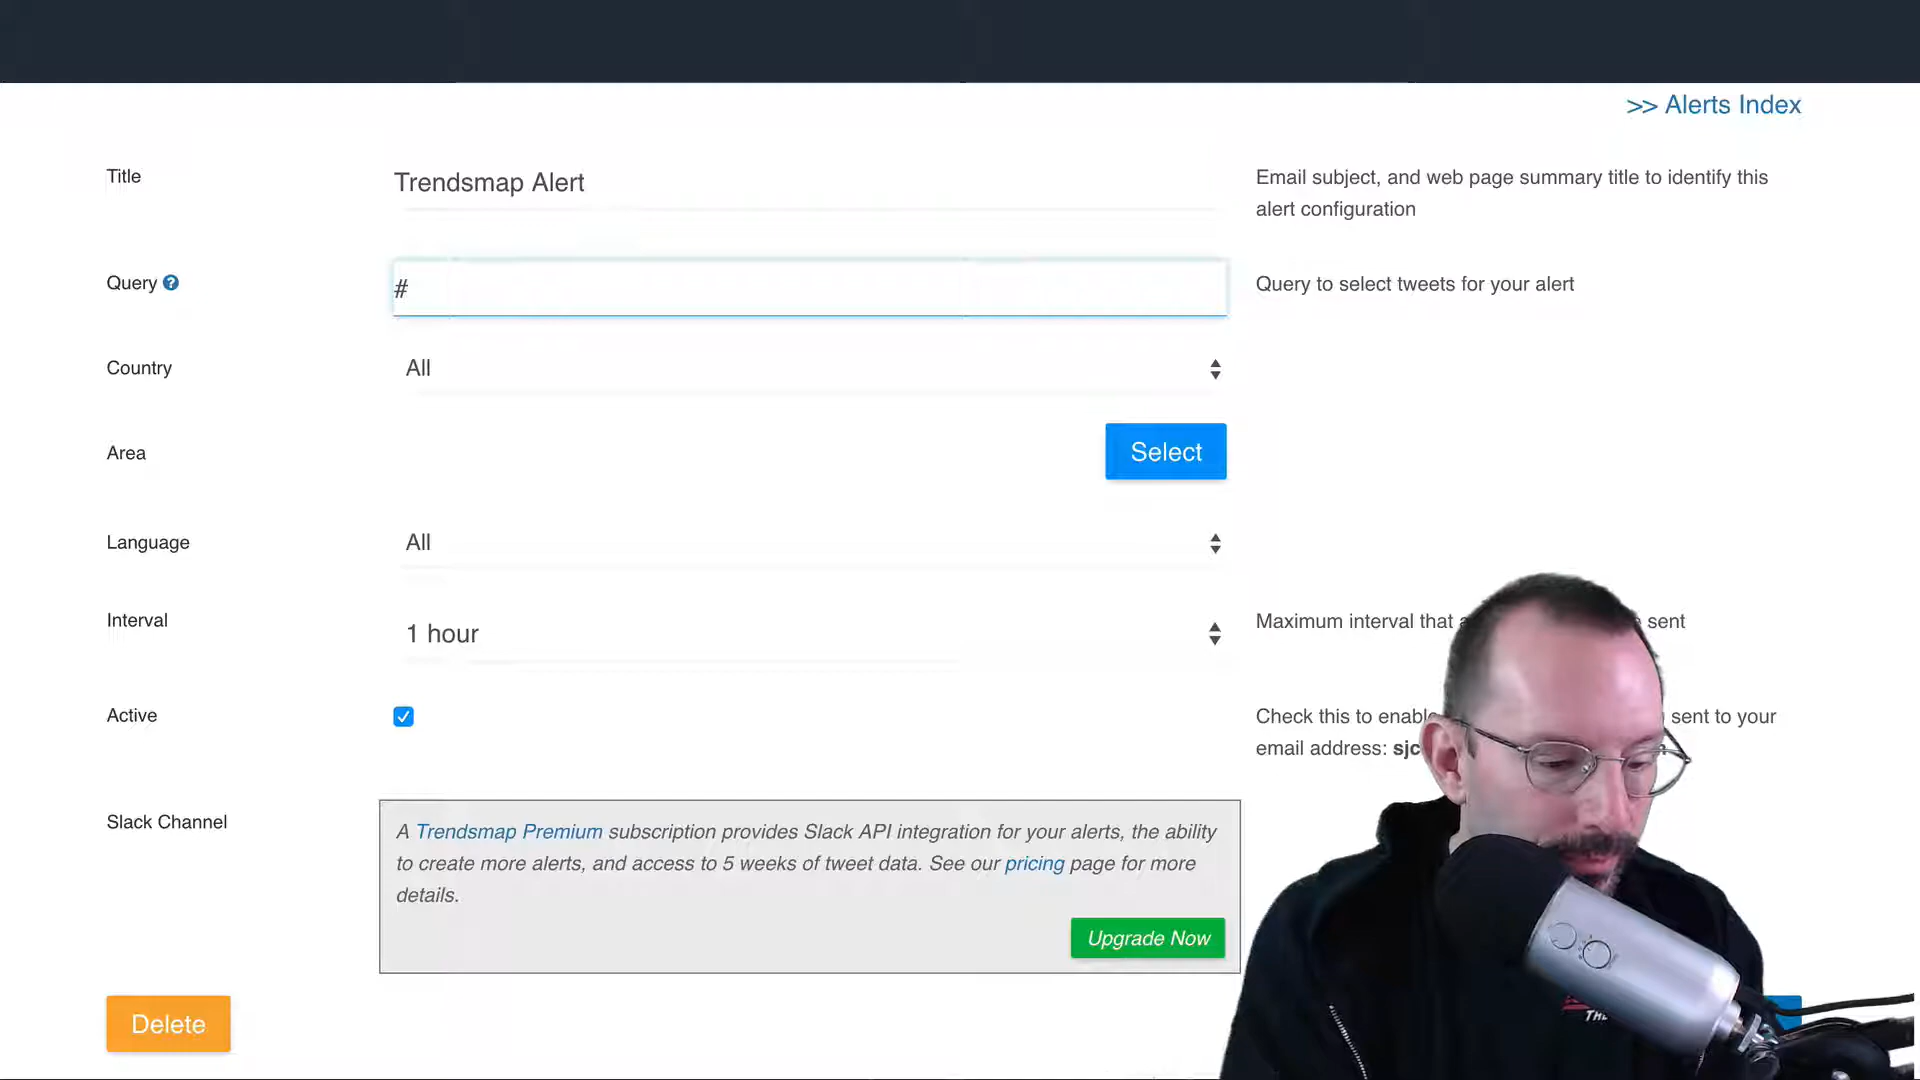 >> Alerts Index
Title
Trendsmap Alert
Email subject, and web page summary title to identify this
alert configuration
Query ?
#
Query to select tweets for your alert
Country
All
Area
Select
Language
All
Interval
1 hour
Maximum interval that sent
Active
Check this to enable sent to your
email address: sjc
Slack Channel
A Trendsmap Premium subscription provides Slack API integration for your alerts, the ability
to create more alerts, and access to 5 weeks of tweet data. See our pricing page for more
details.
Upgrade Now
Delete
THE